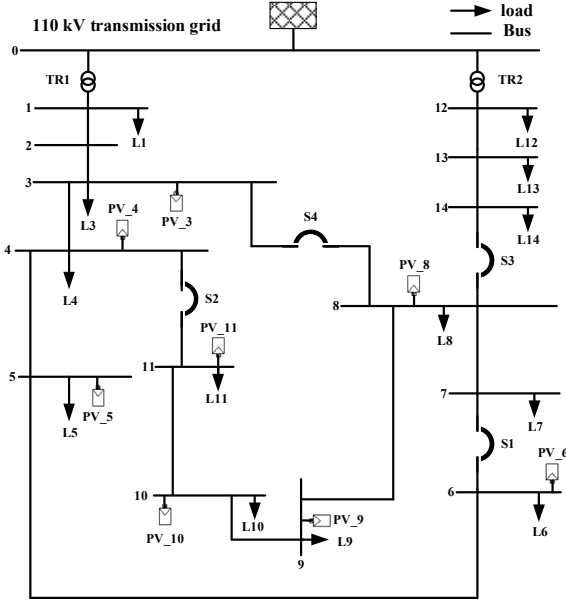 110 kV transmission grid
load
Bus
0
TR1
TR2
1
L1
12
L12
2
13
L13
3
L3
PV_4
PV_3
14
L14
S4
S3
4
L4
S2
PV_8
8
L8
PV_11
11
L11
5
L5
PV_5
7
L7
S1
PV_6
10
L10
PV_10
6
L6
PV_9
L9
9